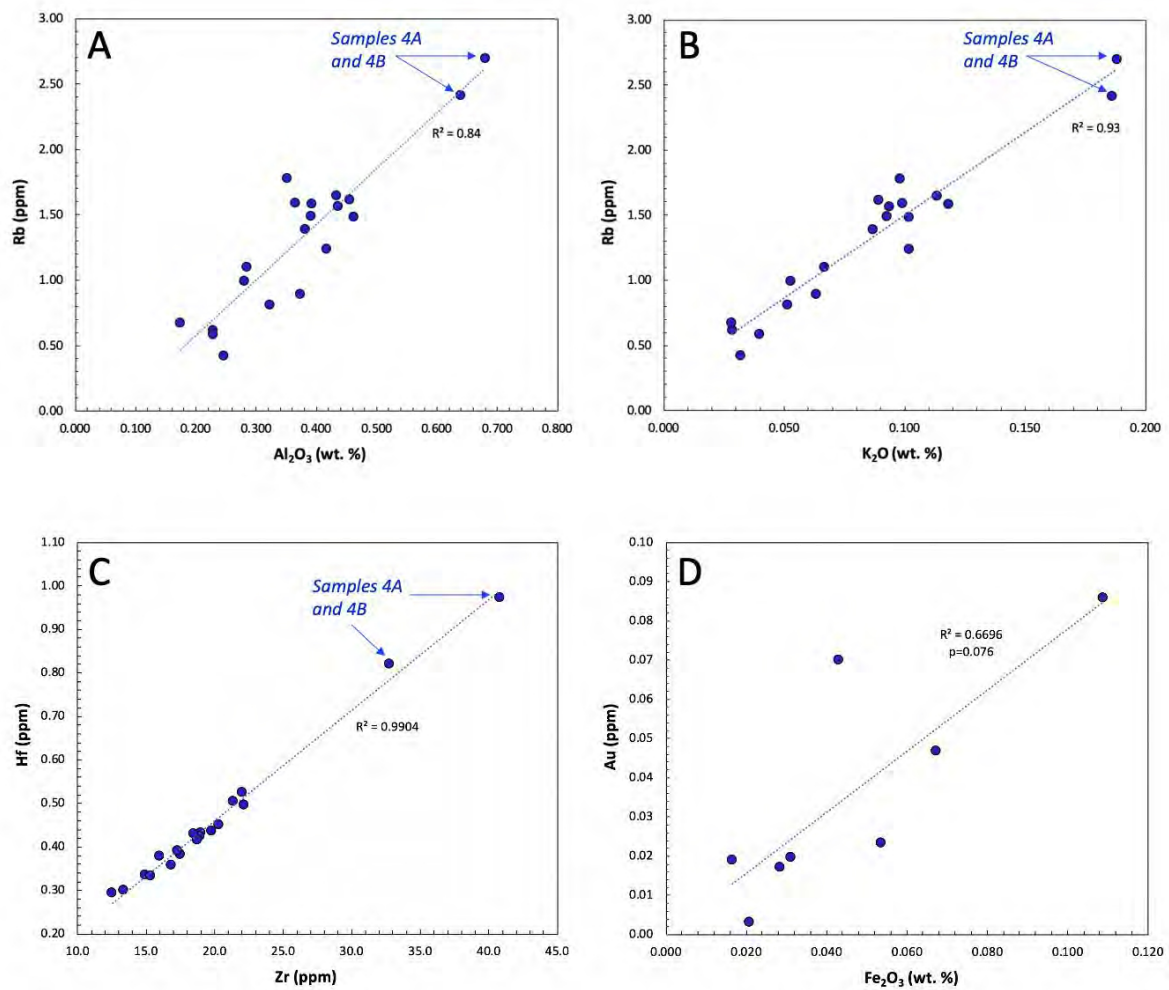 A
Samples 4A
and 4B
R² = 0.84
3.00
2.50
2.00
1.50
1.00
0.50
0.00
Rb (ppm)
0.000 0.100 0.200 0.300 0.400 0.500 0.600 0.700 0.800
Al₂O₃ (wt. %)
B
Samples 4A
and 4B
R² = 0.93
3.00
2.50
2.00
1.50
1.00
0.50
0.00
Rb (ppm)
0.000 0.050 0.100 0.150 0.200
K₂O (wt. %)
C
Samples 4A
and 4B
R² = 0.9904
1.10
1.00
0.90
0.80
0.70
0.60
0.50
0.40
0.30
0.20
Hf (ppm)
10.0 15.0 20.0 25.0 30.0 35.0 40.0 45.0
Zr (ppm)
D
R² = 0.6696
p=0.076
0.10
0.09
0.08
0.07
0.06
0.05
0.04
0.03
0.02
0.01
0.00
Au (ppm)
0.000 0.020 0.040 0.060 0.080 0.100 0.120
Fe₂O₃ (wt. %)